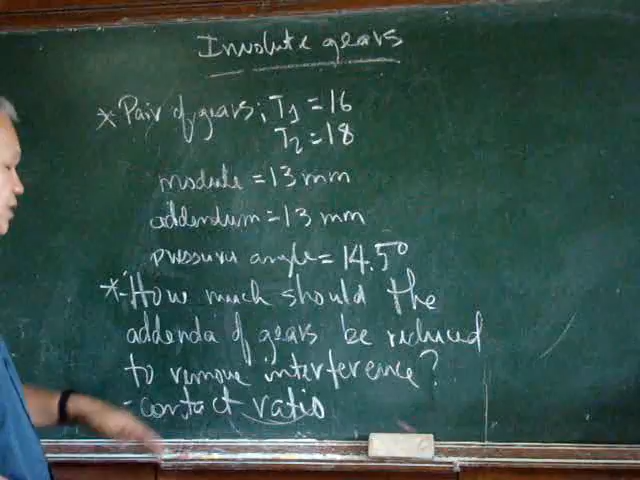 Involute gears
* Pair of gears; T1 = 16
T2 = 18
module = 13 mm
addendum = 13 mm
pressure angle = 14.5°
* - How much should the
addenda of gears be reduced
to remove interference?
- contact ratio